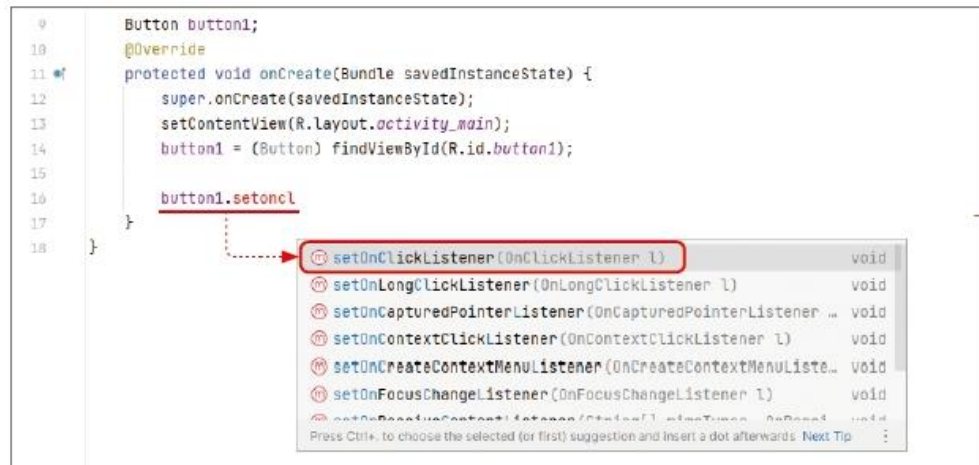 9 Button button1;
10 @Override
11 protected void onCreate(Bundle savedInstanceState) {
12 super.onCreate(savedInstanceState);
13 setContentView(R.layout.activity_main);
14 button1 = (Button) findViewById(R.id.button1);
15
16 button1.setoncl
17 }
18 }
setOnClickListener(OnClickListener l) void
setOnLongClickListener(OnLongClickListener l) void
setOnCapturedPointerListener(OnCapturedPointerListener … void
setOnContextClickListener(OnContextClickListener l) void
setOnCreateContextMenuListener(OnCreateContextMenuListe… void
setOnFocusChangeListener(OnFocusChangeListener l) void
Press Ctrl+. to choose the selected (or first) suggestion and insert a dot afterwards Next Tip